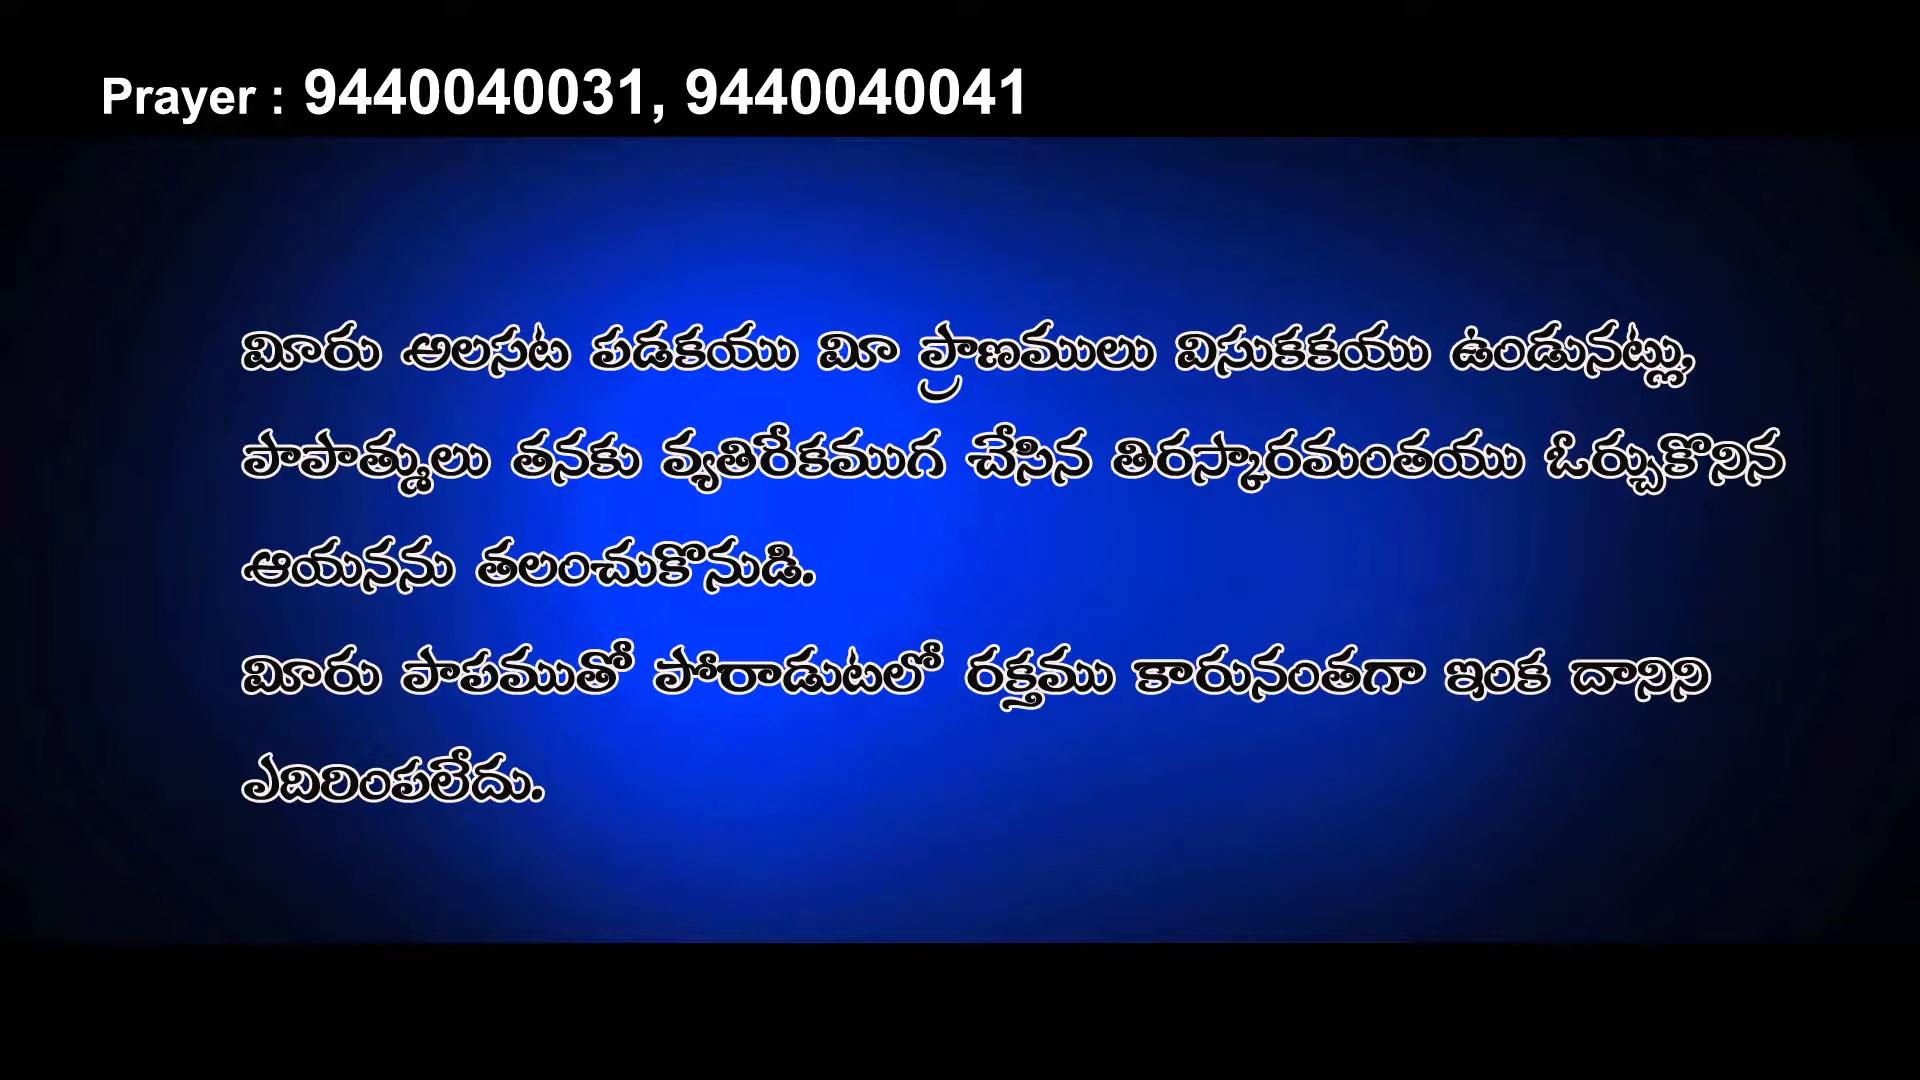 Prayer : 9440040031, 9440040041
మీరు అలసట పడకయు మీ ప్రాణములు విసుకకయు ఉండునట్లు,
పాపాత్ములు తనకు వ్యతిరేకముగ చేసిన తిరస్కారమంతయు ఓర్చుకొనిన
ఆయనను తలంచుకొనుడి.
మీరు పాపముతో పోరాడుటలో రక్తము కారునంతగా ఇంక దానిని
ఎదిరింపలేదు.